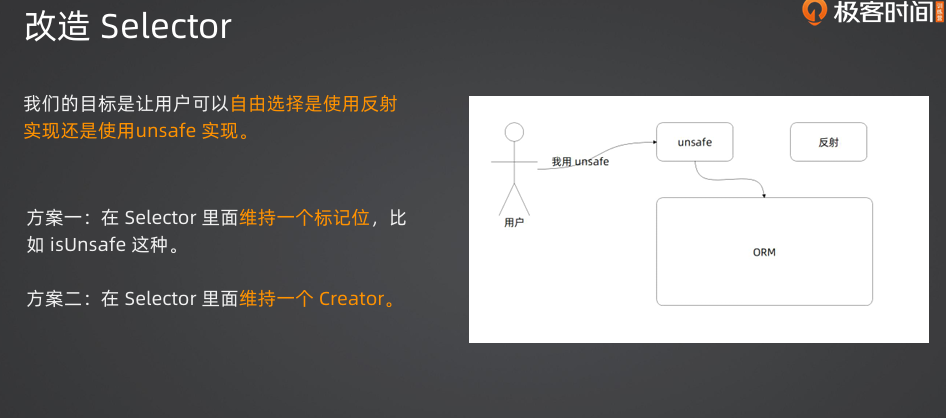 改造 Selector
极客时间
我们的目标是让用户可以自由选择是使用反射
实现还是使用unsafe 实现。
方案一：在 Selector 里面维持一个标记位，比
如 isUnsafe 这种。
方案二：在 Selector 里面维持一个 Creator。
unsafe
反射
我用 unsafe
用户
ORM